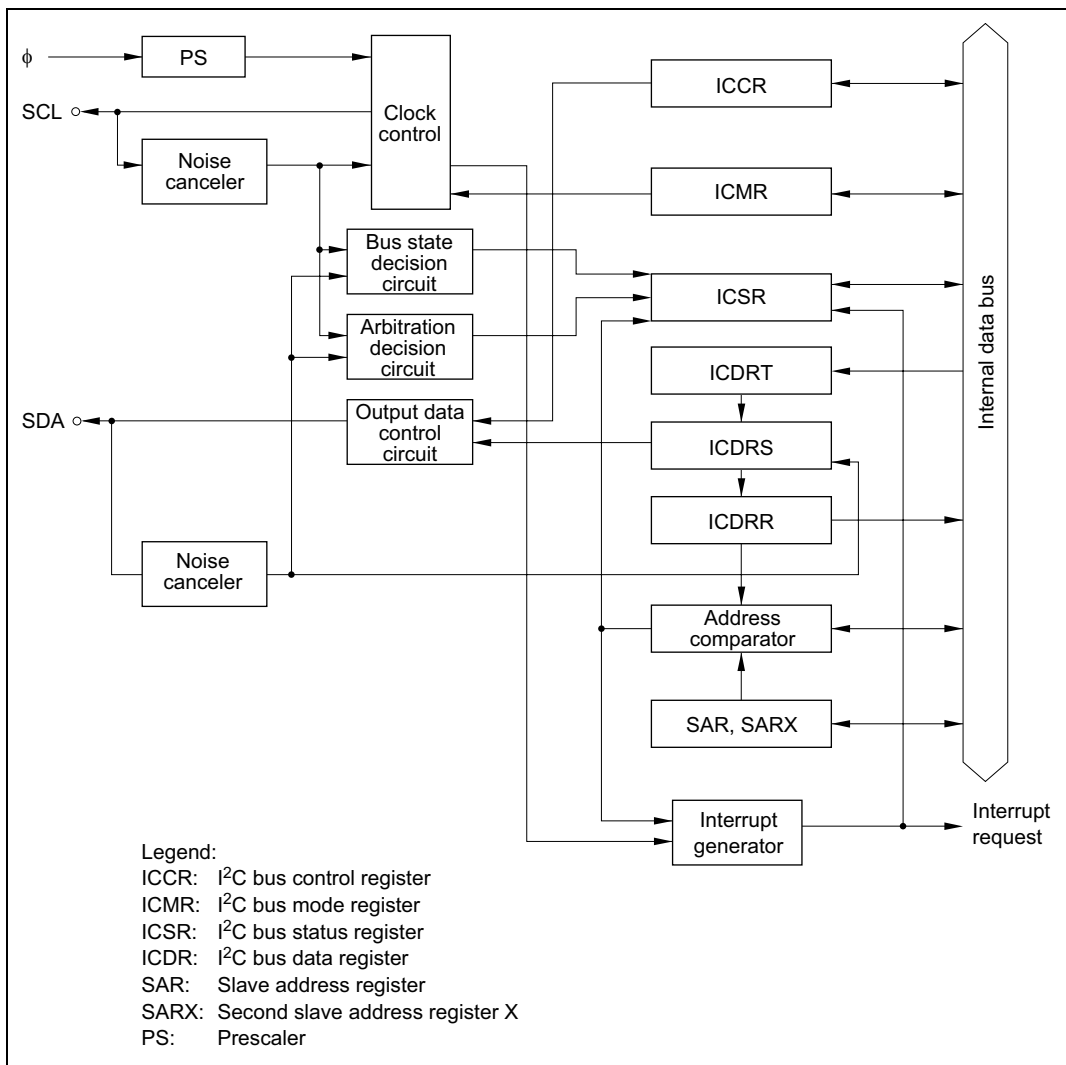 ϕ
PS
SCL
Clock
control
Noise
canceler
Bus state
decision
circuit
Arbitration
decision
circuit
SDA
Output data
control
circuit
Noise
canceler
ICCR
ICMR
ICSR
ICDRT
ICDRS
ICDRR
Address
comparator
SAR, SARX
Interrupt
generator
Internal data bus
Interrupt
request
Legend:
ICCR: I²C bus control register
ICMR: I²C bus mode register
ICSR: I²C bus status register
ICDR: I²C bus data register
SAR: Slave address register
SARX: Second slave address register X
PS: Prescaler